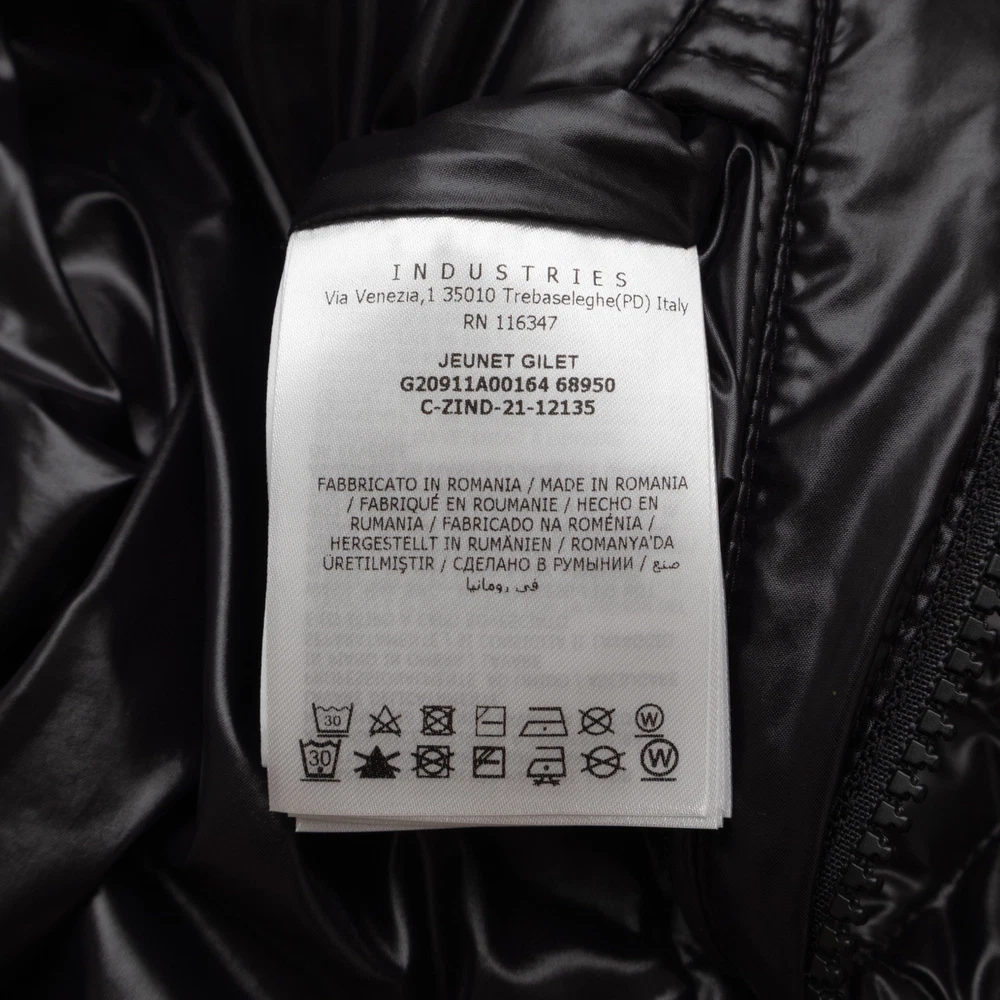 INDUSTRIES
Via Venezia,1 35010 Trebaseleghe(PD) Italy
RN 116347
JEUNET GILET
G20911A00164 68950
C-ZIND-21-12135
FABBRICATO IN ROMANIA / MADE IN ROMANIA
/ FABRIQUÉ EN ROUMANIE / HECHO EN
RUMANIA / FABRICADO NA ROMÉNIA /
HERGESTELLT IN RUMÄNIEN / ROMANYA'DA
ÜRETILMIŞTIR / СДЕЛАНО В РУМЫНИИ / صنع
في رومانيا
30 W
30 W